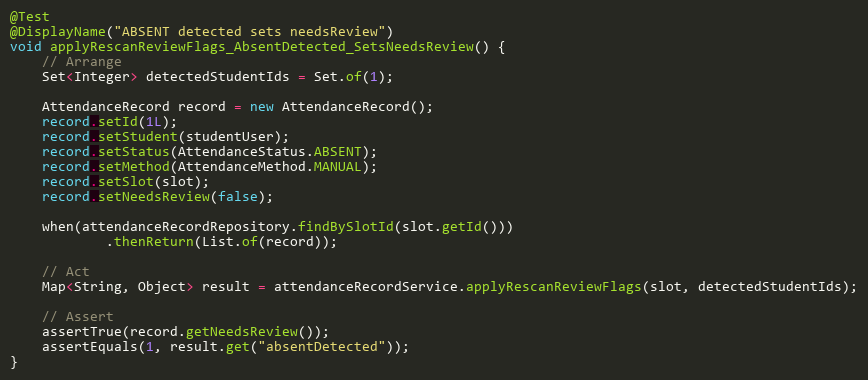 @Test
@DisplayName("ABSENT detected sets needsReview")
void applyRescanReviewFlags_AbsentDetected_SetsNeedsReview() {
    // Arrange
    Set<Integer> detectedStudentIds = Set.of(1);

    AttendanceRecord record = new AttendanceRecord();
    record.setId(1L);
    record.setStudent(studentUser);
    record.setStatus(AttendanceStatus.ABSENT);
    record.setMethod(AttendanceMethod.MANUAL);
    record.setSlot(slot);
    record.setNeedsReview(false);

    when(attendanceRecordRepository.findBySlotId(slot.getId()))
            .thenReturn(List.of(record));

    // Act
    Map<String, Object> result = attendanceRecordService.applyRescanReviewFlags(slot, detectedStudentIds);

    // Assert
    assertTrue(record.getNeedsReview());
    assertEquals(1, result.get("absentDetected"));
}